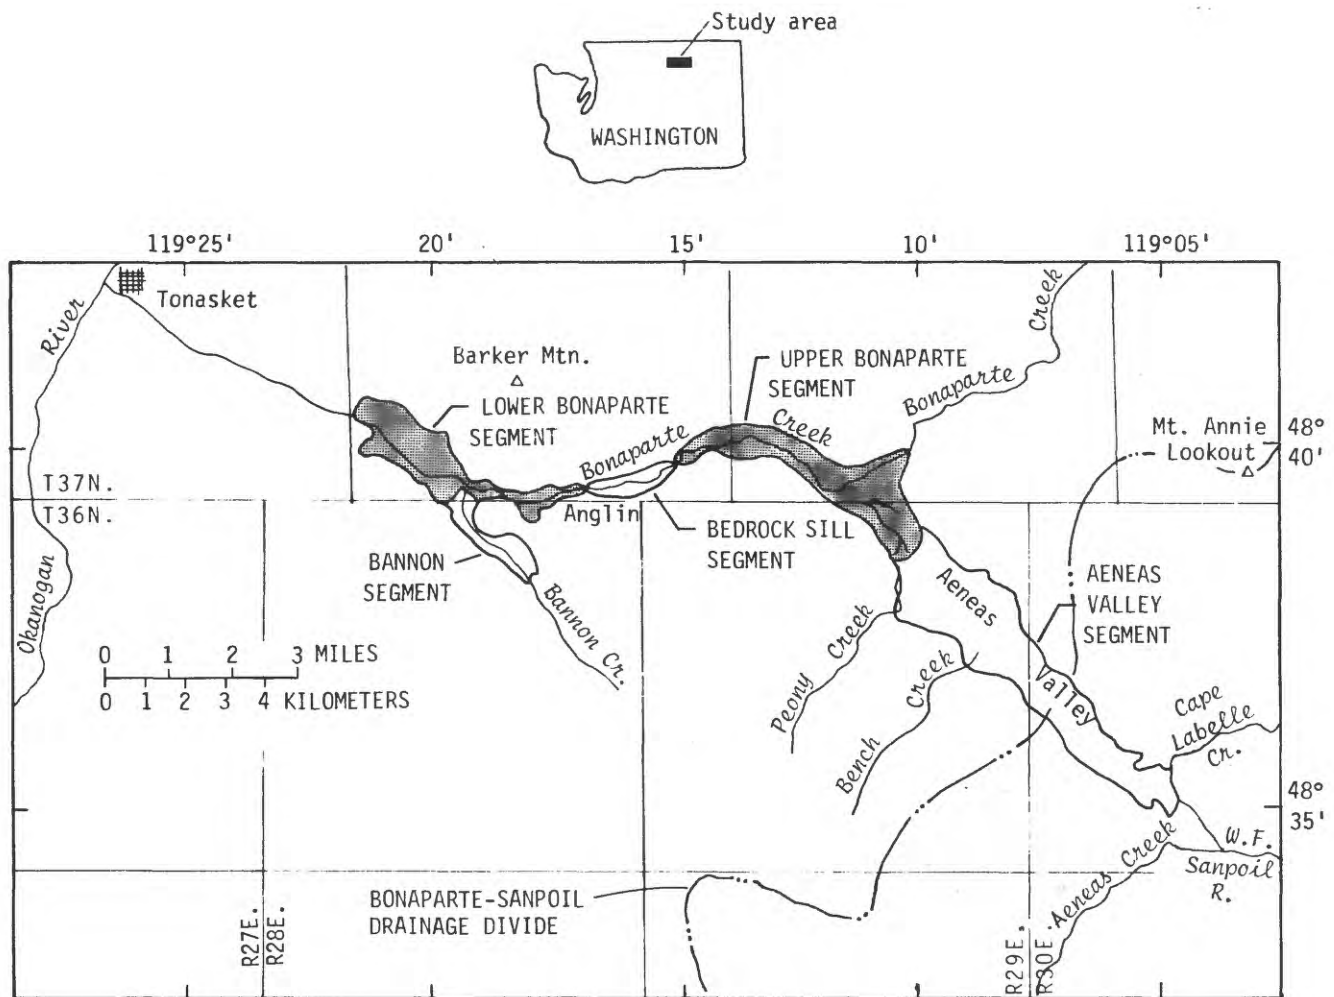 Study area
WASHINGTON
119°25'
20'
15'
10'
119°05'
Tonasket
River
Okanogan
Barker Mtn.
LOWER BONAPARTE
SEGMENT
UPPER BONAPARTE
SEGMENT
Bonaparte
Creek
Bonaparte
Creek
Mt. Annie
Lookout
48°
40'
T37N.
T36N.
Anglin
BEDROCK SILL
SEGMENT
BANNON
SEGMENT
Bannon Cr.
Aeneas
Valley
AENEAS
VALLEY
SEGMENT
0 1 2 3 MILES
0 1 2 3 4 KILOMETERS
Peony Creek
Bench Creek
Cape
Labelle
Cr.
48°
35'
W.F.
Sanpoil
R.
Aeneas Creek
BONAPARTE-SANPOIL
DRAINAGE DIVIDE
R27E.
R28E.
R29E.
R30E.